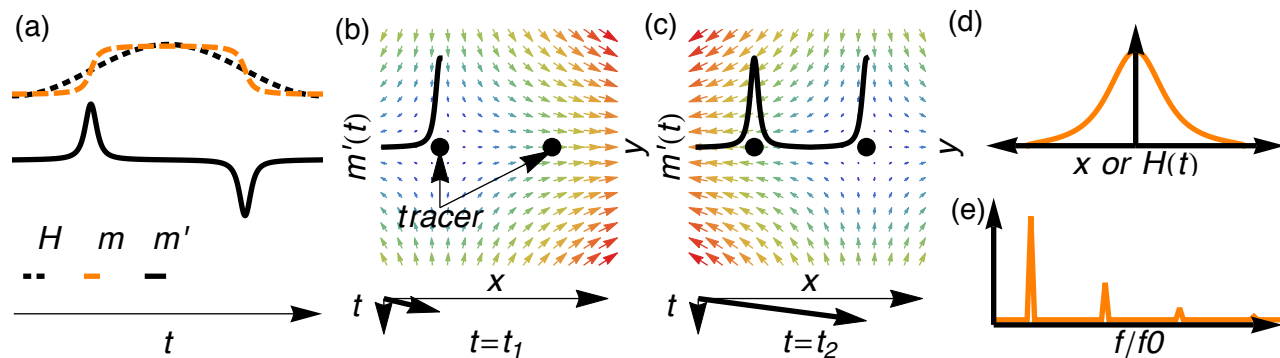 (a)
H m m'
t
(b)
m'(t)
y
tracer
x
t
t=t1
(c)
m'(t)
y
x
t
t=t2
(d)
x or H(t)
(e)
f/f0